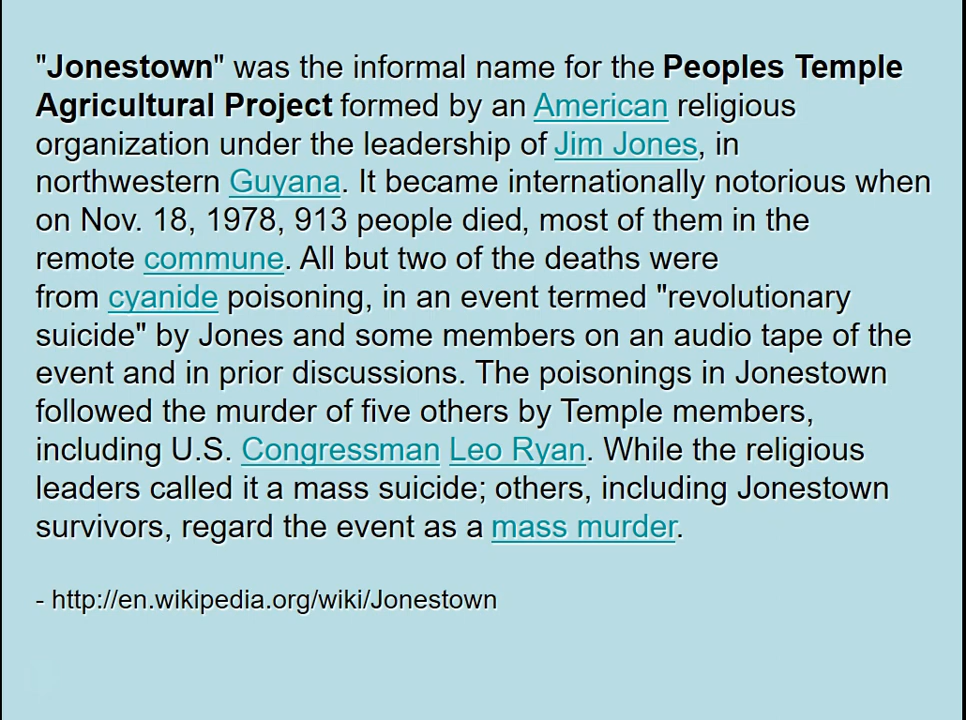 "Jonestown" was the informal name for the Peoples Temple
Agricultural Project formed by an American religious
organization under the leadership of Jim Jones, in
northwestern Guyana. It became internationally notorious when
on Nov. 18, 1978, 913 people died, most of them in the
remote commune. All but two of the deaths were
from cyanide poisoning, in an event termed "revolutionary
suicide" by Jones and some members on an audio tape of the
event and in prior discussions. The poisonings in Jonestown
followed the murder of five others by Temple members,
including U.S. Congressman Leo Ryan. While the religious
leaders called it a mass suicide; others, including Jonestown
survivors, regard the event as a mass murder.
- http://en.wikipedia.org/wiki/Jonestown